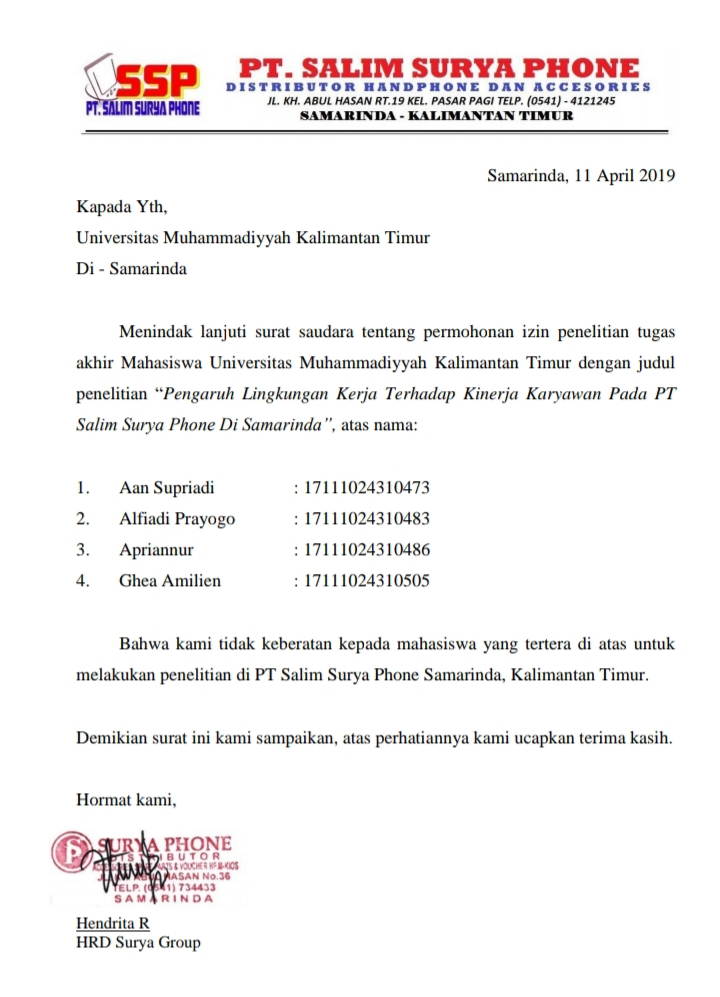 SSP
PT. SALIM SURYA PHONE
PT. SALIM SURYA PHONE
DISTRIBUTOR HANDPHONE DAN ACCESORIES
JL. KH. ABUL HASAN RT.19 KEL. PASAR PAGI TELP. (0541) - 4121245
SAMARINDA - KALIMANTAN TIMUR
Samarinda, 11 April 2019
Kapada Yth,
Universitas Muhammadiyyah Kalimantan Timur
Di - Samarinda
Menindak lanjuti surat saudara tentang permohonan izin penelitian tugas
akhir Mahasiswa Universitas Muhammadiyyah Kalimantan Timur dengan judul
penelitian “Pengaruh Lingkungan Kerja Terhadap Kinerja Karyawan Pada PT
Salim Surya Phone Di Samarinda”, atas nama:
1. Aan Supriadi : 17111024310473
2. Alfiadi Prayogo : 17111024310483
3. Apriannur : 17111024310486
4. Ghea Amilien : 17111024310505
Bahwa kami tidak keberatan kepada mahasiswa yang tertera di atas untuk
melakukan penelitian di PT Salim Surya Phone Samarinda, Kalimantan Timur.
Demikian surat ini kami sampaikan, atas perhatiannya kami ucapkan terima kasih.
Hormat kami,
SURYA PHONE
DISTRIBUTOR
& VOUCHER
HASAN No.36
TELP. (0541) 734433
SAMARINDA
Hendrita R
HRD Surya Group